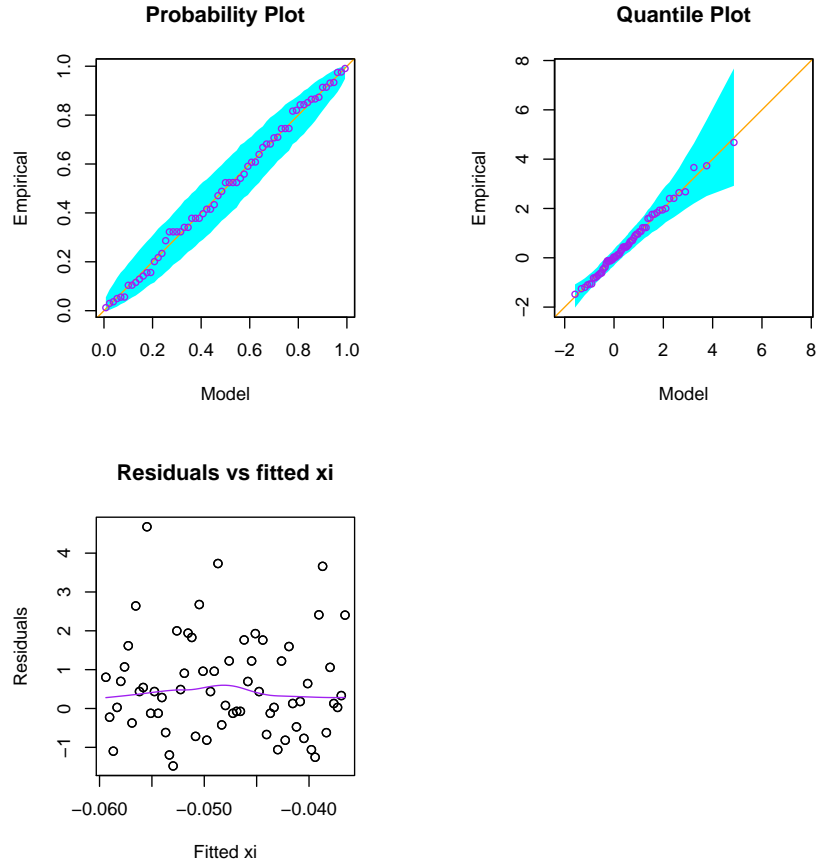 Probability Plot
1.0
0.8
0.6
0.4
0.2
0.0
Empirical
0.0 0.2 0.4 0.6 0.8 1.0
Model
Quantile Plot
8
6
4
2
0
−2
Empirical
−2 0 2 4 6 8
Model
Residuals vs fitted xi
4
3
2
1
0
−1
Residuals
−0.060 −0.050 −0.040
Fitted xi